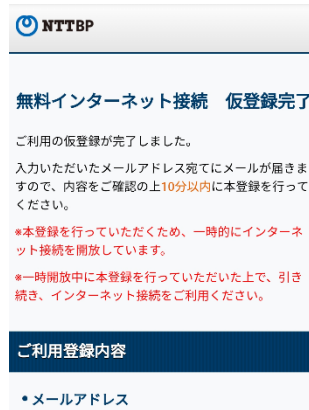 NTTBP
無料インターネット接続　仮登録完了
ご利用の仮登録が完了しました。
入力いただいたメールアドレス宛てにメールが届きま
すので、内容をご確認の上10分以内に本登録を行って
ください。
※本登録を行っていただくため、一時的にインターネ
ット接続を開放しています。
※一時開放中に本登録を行っていただいた上で、引き
続き、インターネット接続をご利用ください。
ご利用登録内容
• メールアドレス